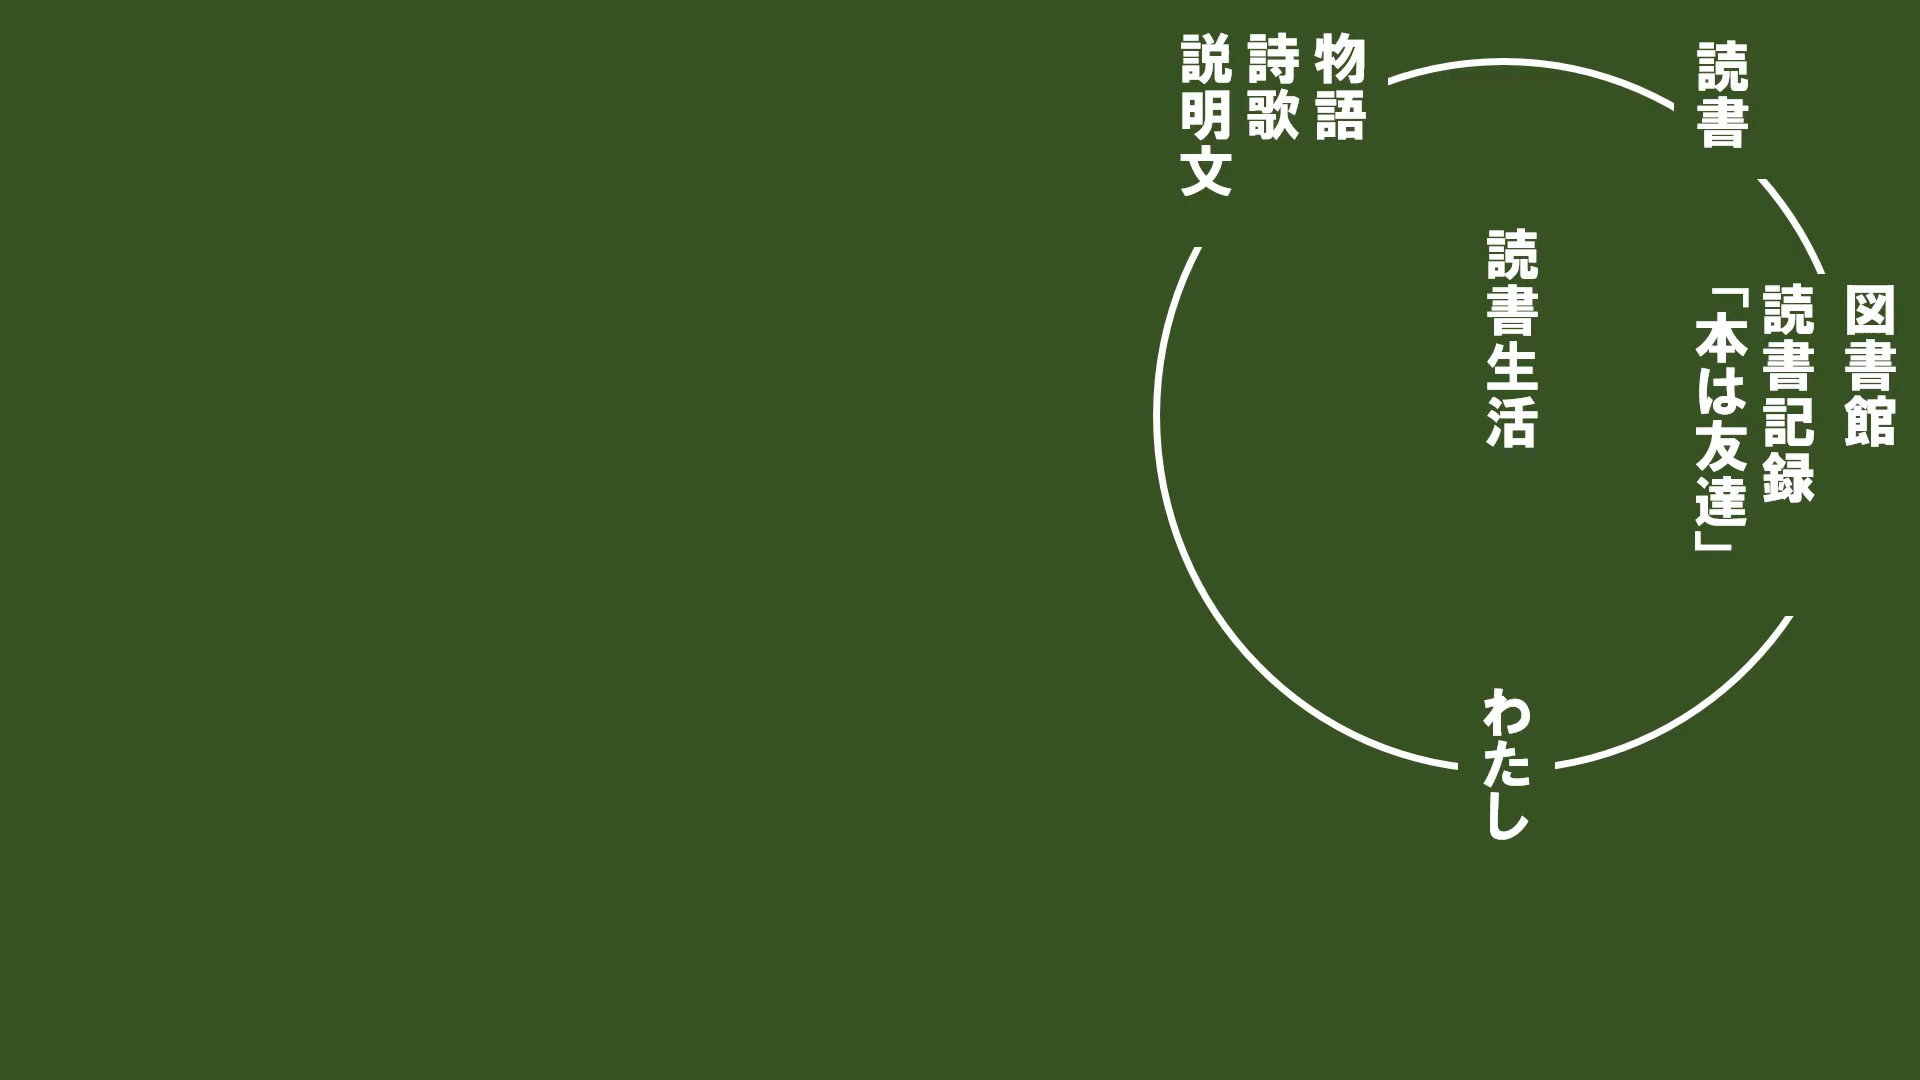 図書館
読書記録
「本は友達」
読書
読書生活
わたし
物語
詩歌
説明文